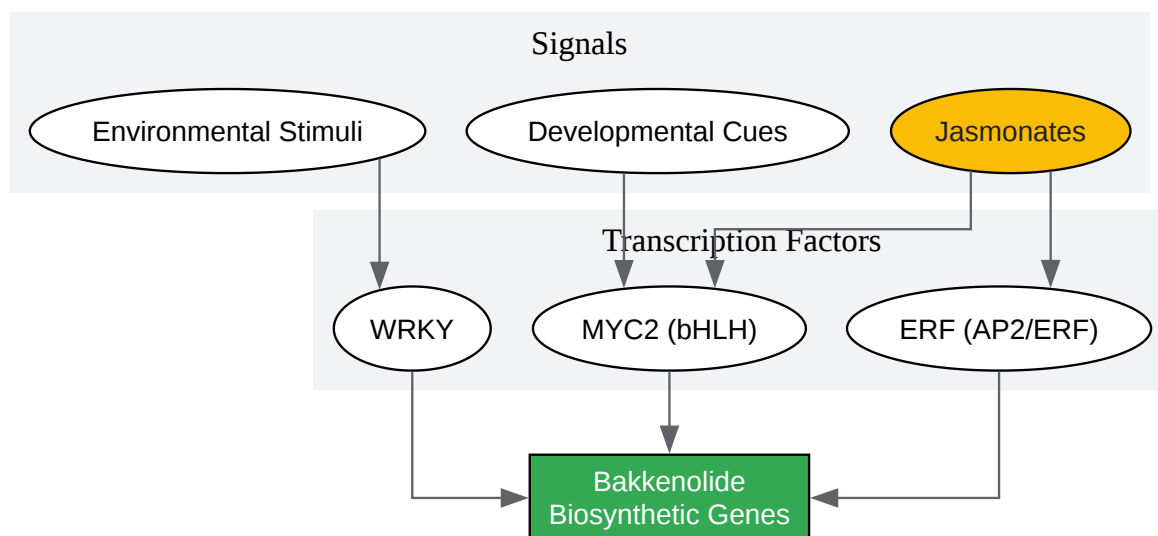 Signals
Environmental Stimuli
Developmental Cues
Jasmonates
Transcription Factors
WRKY
MYC2 (bHLH)
ERF (AP2/ERF)
Bakkenolide
Biosynthetic Genes